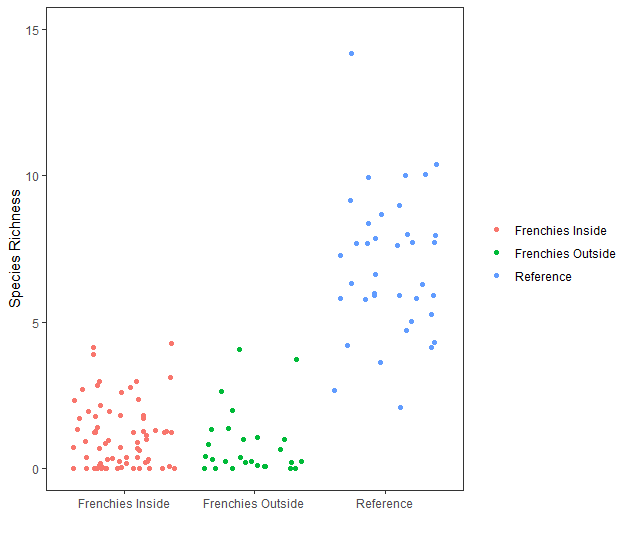 15
10
5
0
Species Richness
Frenchies Inside
Frenchies Outside
Reference
Frenchies Inside
Frenchies Outside
Reference